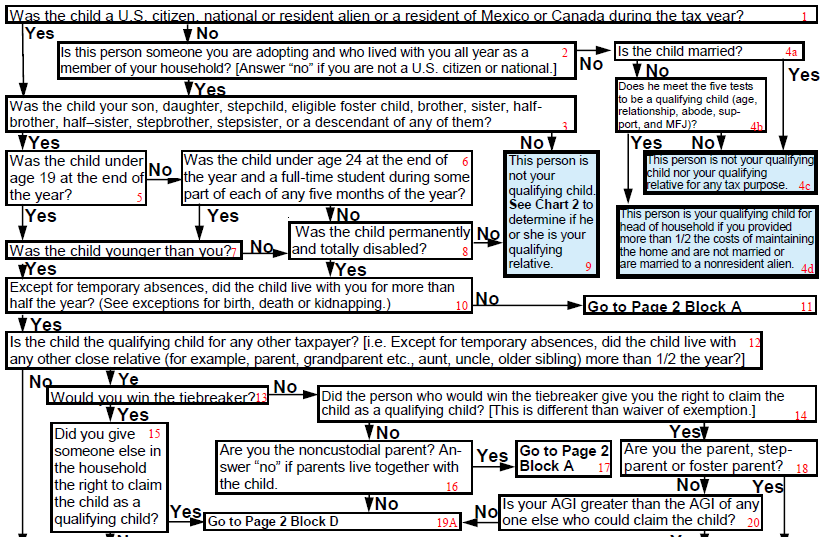 Was the child a U.S. citizen, national or resident alien or a resident of Mexico or Canada during the tax year? 1
Yes
No
Is this person someone you are adopting and who lived with you all year as a 2
member of your household? [Answer “no” if you are not a U.S. citizen or national.]
No
Is the child married? 4a
No
Yes
Yes
Does he meet the five tests
to be a qualifying child (age,
relationship, abode, sup-
port, and MFJ)? 4b
Was the child your son, daughter, stepchild, eligible foster child, brother, sister, half-
brother, half–sister, stepbrother, stepsister, or a descendant of any of them? 3
Yes
No
Yes
No
This person is not your qualifying
child nor your qualifying
relative for any tax purpose. 4c
Was the child under
age 19 at the end of
the year? 5
No
Was the child under age 24 at the end of 6
the year and a full-time student during some
part of each of any five months of the year?
This person is
not your
qualifying child.
See Chart 2 to
determine if he
or she is your
qualifying
relative. 9
This person is your qualifying child for
head of household if you provided
more than 1/2 the costs of maintaining
the home and are not married or
are married to a nonresident alien. 4d
Yes
Yes
No
Was the child permanently
and totally disabled? 8
No
Was the child younger than you? 7
No
Yes
Yes
Except for temporary absences, did the child live with you for more than
half the year? (See exceptions for birth, death or kidnapping.) 10
No
Go to Page 2 Block A 11
Yes
Is the child the qualifying child for any other taxpayer? [i.e. Except for temporary absences, did the child live with 12
any other close relative (for example, parent, grandparent etc., aunt, uncle, older sibling) more than 1/2 the year?]
No
Ye
Would you win the tiebreaker? 13
No
Did the person who would win the tiebreaker give you the right to claim the
child as a qualifying child? [This is different than waiver of exemption.] 14
Yes
No
Yes
Did you give 15
someone else in
the household
the right to claim
the child as a
qualifying child?
Are you the noncustodial parent? An-
swer “no” if parents live together with
the child. 16
Yes
Go to Page 2
Block A 17
Are you the parent, step-
parent or foster parent? 18
No
Yes
No
Is your AGI greater than the AGI of any
one else who could claim the child? 20
Yes
Go to Page 2 Block D 19A
No
No
Yes